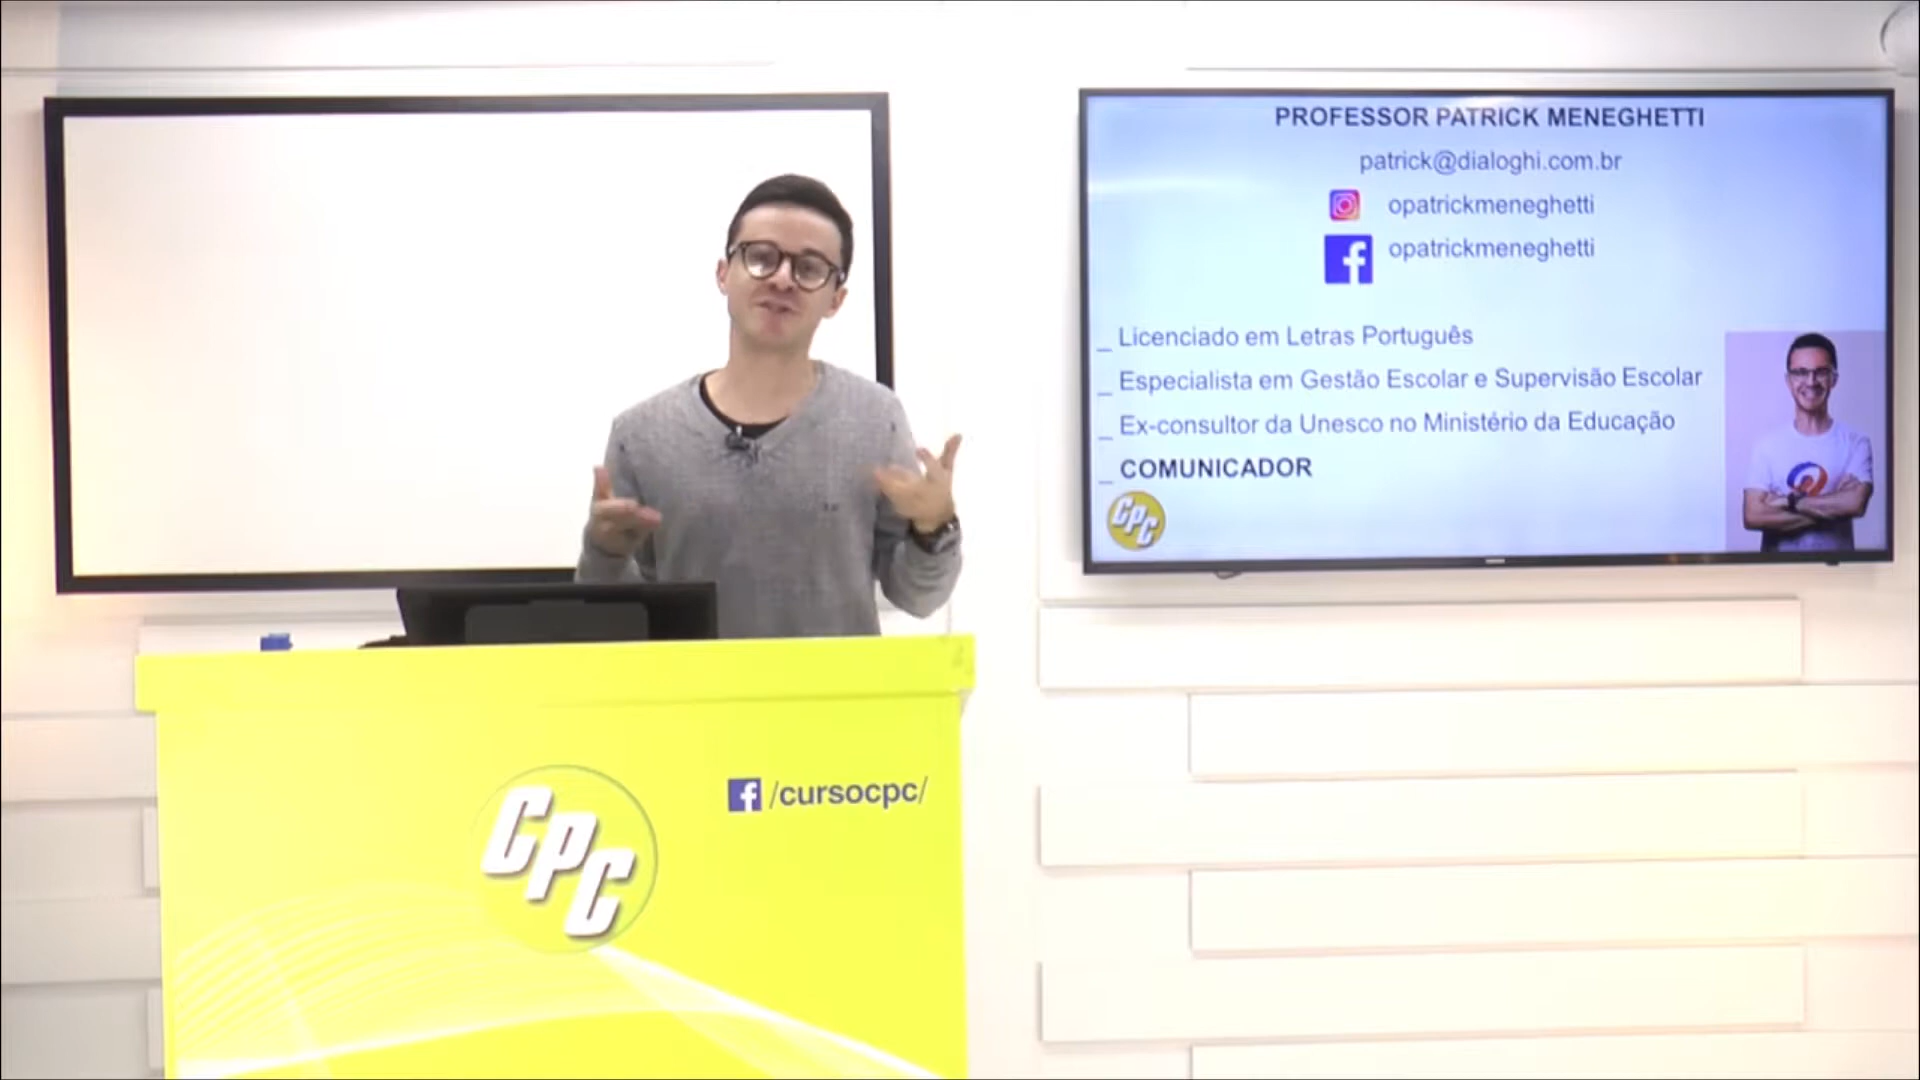 PROFESSOR PATRICK MENEGHETTI
patrick@dialoghi.com.br
opatrickmeneghetti
opatrickmeneghetti
_ Licenciado em Letras Português
_ Especialista em Gestão Escolar e Supervisão Escolar
_ Ex-consultor da Unesco no Ministério da Educação
_ COMUNICADOR
CPC
/cursocpc/
CPC